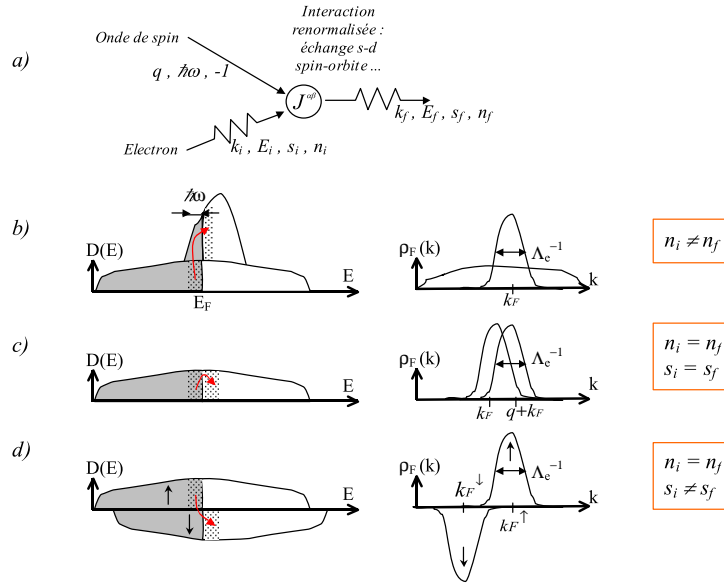 a)
Onde de spin
q , ℏω, -1
Interaction
renormalisée :
échange s-d
spin-orbite ...
J^αβ
k_f , E_f , s_f , n_f
Electron
k_i , E_i , s_i , n_i
b)
ℏω
D(E)
E
E_F
ρ_F(k)
Λ_e⁻¹
k
k_F
n_i ≠ n_f
c)
D(E)
E
ρ_F(k)
Λ_e⁻¹
k
k_F
q+k_F
n_i = n_f
s_i = s_f
d)
D(E)
E
↑
↓
ρ_F(k)
↑
Λ_e⁻¹
k
k_F^↓
k_F^↑
↓
n_i = n_f
s_i ≠ s_f